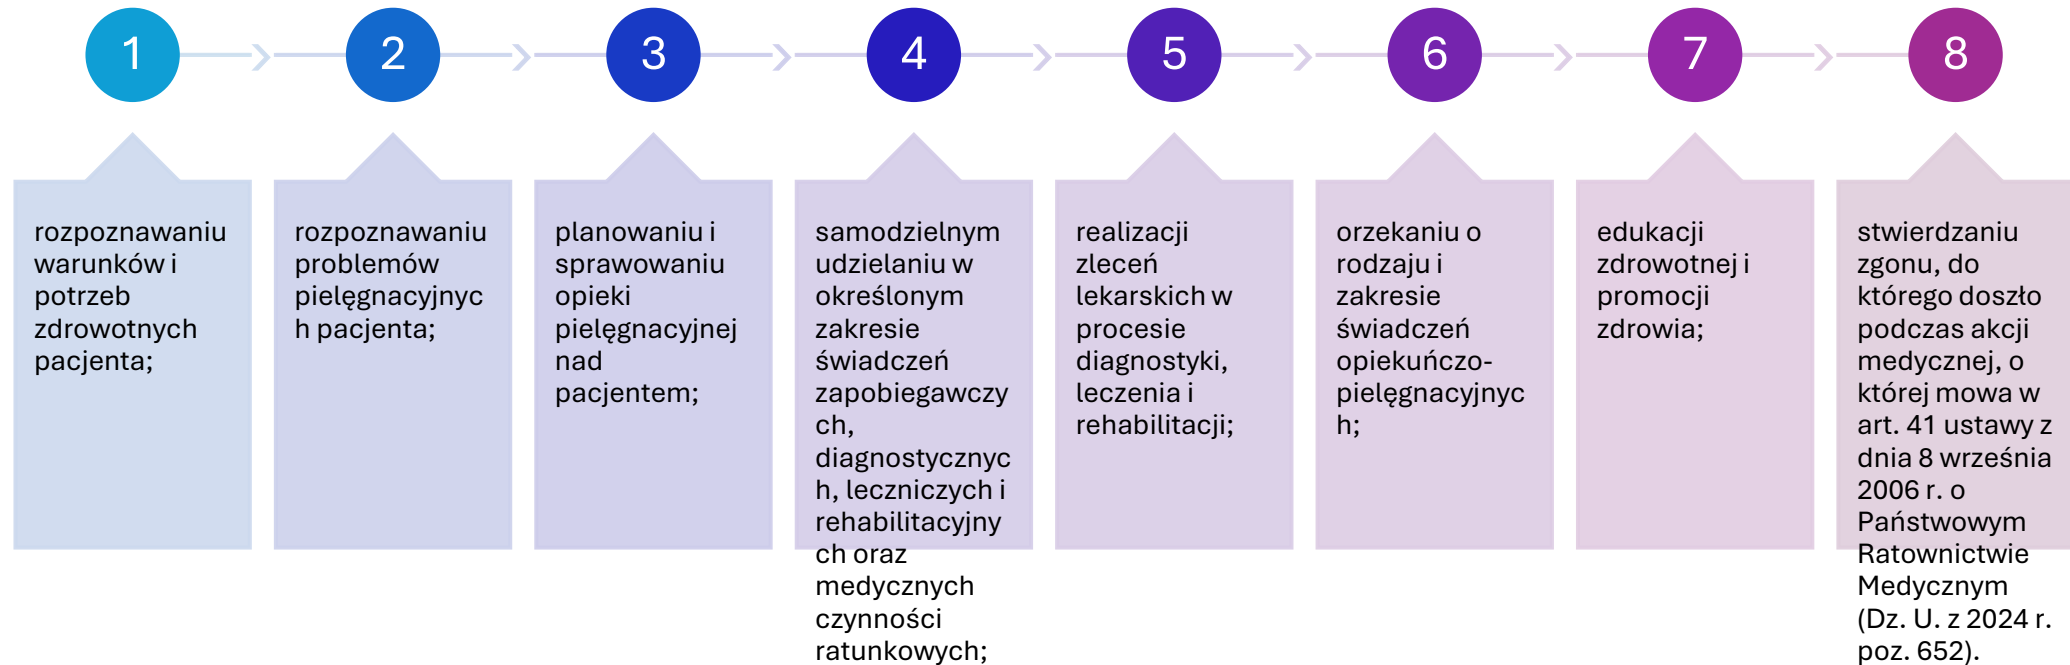 1
rozpoznawaniu
warunków i
potrzeb
zdrowotnych
pacjenta;
2
rozpoznawaniu
problemów
pielęgnacyjnyc
h pacjenta;
3
planowaniu i
sprawowaniu
opieki
pielęgnacyjnej
nad
pacjentem;
4
samodzielnym
udzielaniu w
określonym
zakresie
świadczeń
zapobiegawczy
ch,
diagnostycznyc
h, leczniczych i
rehabilitacyjny
ch oraz
medycznych
czynności
ratunkowych;
5
realizacji
zleceń
lekarskich w
procesie
diagnostyki,
leczenia i
rehabilitacji;
6
orzekaniu o
rodzaju i
zakresie
świadczeń
opiekuńczo-
pielęgnacyjnyc
h;
7
edukacji
zdrowotnej i
promocji
zdrowia;
8
stwierdzaniu
zgonu, do
którego doszło
podczas akcji
medycznej, o
której mowa w
art. 41 ustawy z
dnia 8 września
2006 r. o
Państwowym
Ratownictwie
Medycznym
(Dz. U. z 2024 r.
poz. 652).